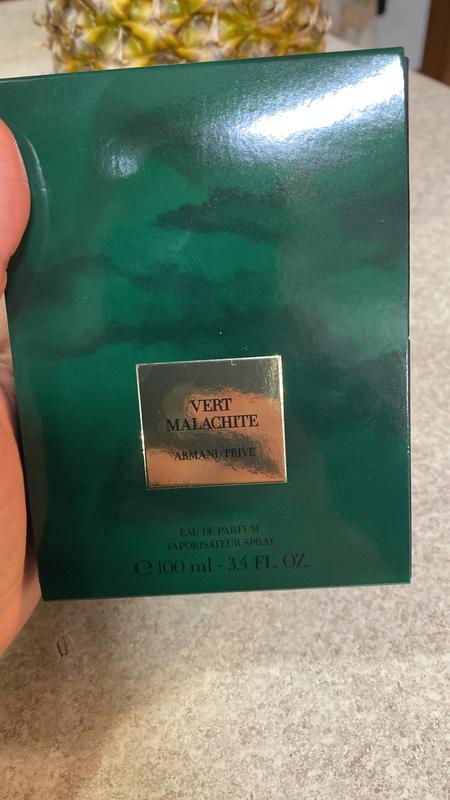 VERT
MALACHITE
ARMANI/PRIVÉ
EAU DE PARFUM
VAPORISATEUR SPRAY
℮ 100 ml - 3.4 FL. OZ.